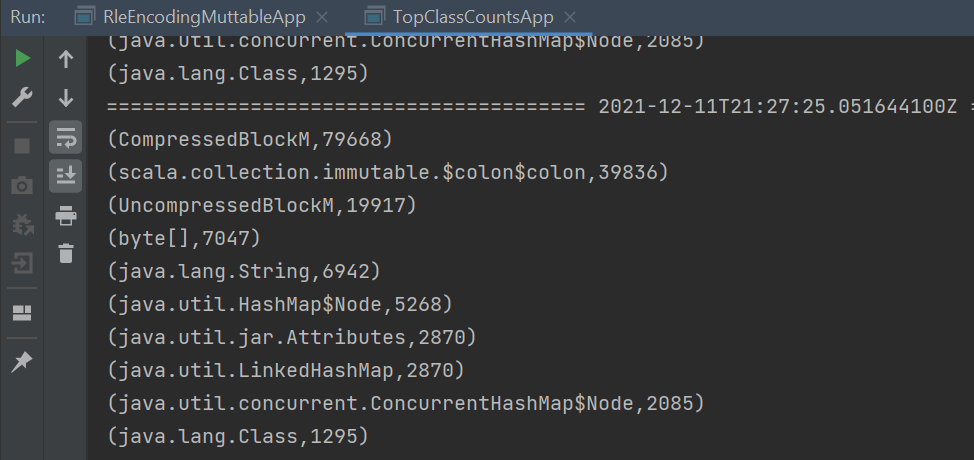 Run: RleEncodingMuttableApp × TopClassCountsApp ×
(java.util.concurrent.ConcurrentHashMap$Node,2085)
(java.lang.Class,1295)
======================================== 2021-12-11T21:27:25.051644100Z =
(CompressedBlockM,79668)
(scala.collection.immutable.$colon$colon,39836)
(UncompressedBlockM,19917)
(byte[],7047)
(java.lang.String,6942)
(java.util.HashMap$Node,5268)
(java.util.jar.Attributes,2870)
(java.util.LinkedHashMap,2870)
(java.util.concurrent.ConcurrentHashMap$Node,2085)
(java.lang.Class,1295)